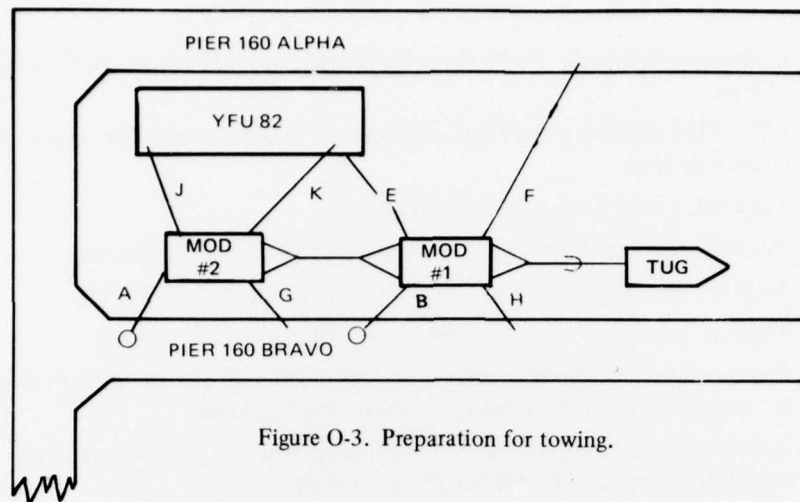 PIER 160 ALPHA
YFU 82
J
K
E
F
MOD
#2
MOD
#1
TUG
A
G
B
H
PIER 160 BRAVO
Figure O-3. Preparation for towing.